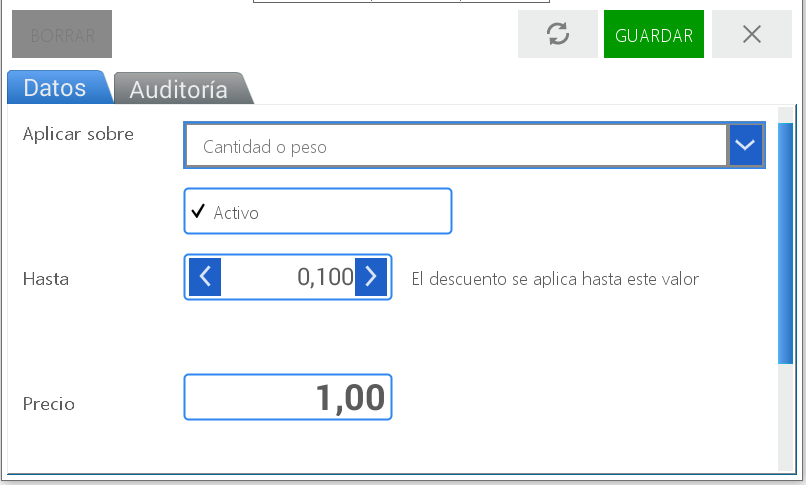 BORRAR
GUARDAR
Datos
Auditoría
Aplicar sobre
Cantidad o peso
Activo
Hasta
0,100
El descuento se aplica hasta este valor
Precio
1,00